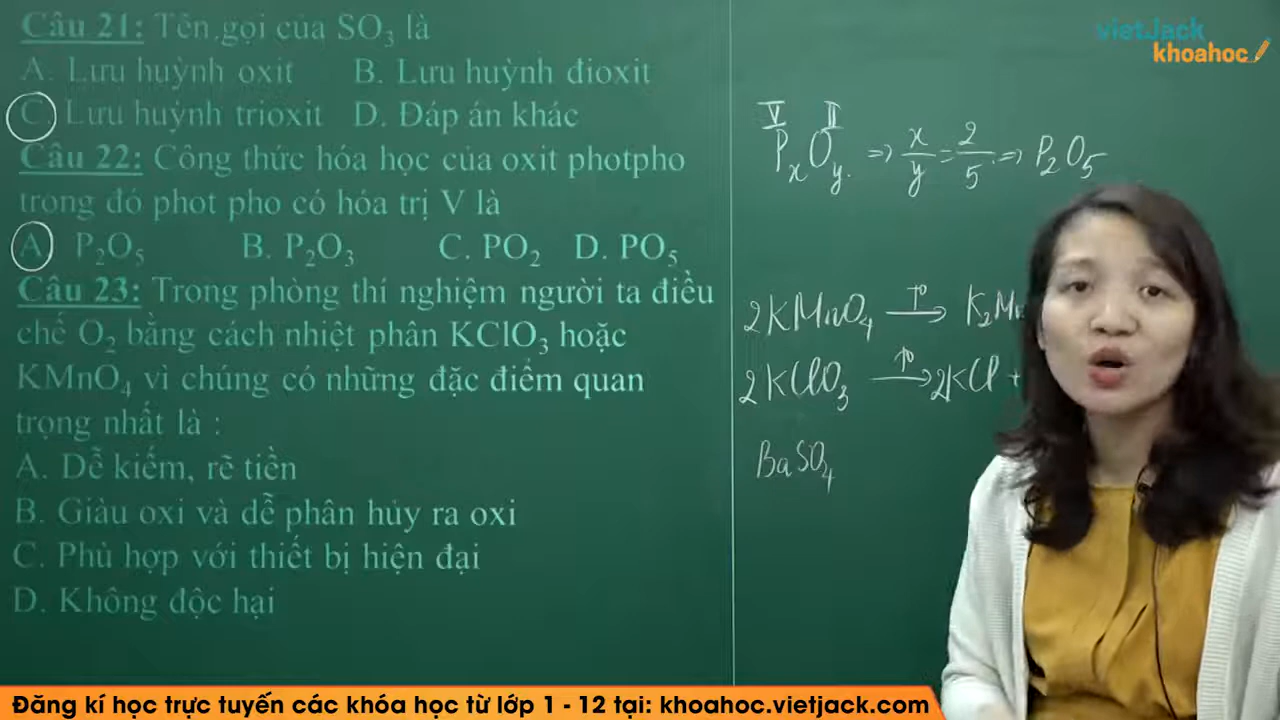 Câu 21: Tên gọi của SO₃ là
A. Lưu huỳnh oxit B. Lưu huỳnh đioxit
C. Lưu huỳnh trioxit D. Đáp án khác
Câu 22: Công thức hóa học của oxit photpho
trong đó phot pho có hóa trị V là
A P₂O₅ B. P₂O₃ C. PO₂ D. PO₅
Câu 23: Trong phòng thí nghiệm người ta điều
chế O₂ bằng cách nhiệt phân KClO₃ hoặc
KMnO₄ vì chúng có những đặc điểm quan
trọng nhất là :
A. Dễ kiếm, rẽ tiền
B. Giàu oxi và dễ phân hủy ra oxi
C. Phù hợp với thiết bị hiện đại
D. Không độc hại
vietJack
khoahoc
V II
PₓOᵧ. => x/y = 2/5 => P₂O₅
2KMnO₄ →(t°) K₂Mn
2KClO₃ →(t°) 2KCl +
BaSO₄
Đăng kí học trực tuyến các khóa học từ lớp 1 - 12 tại: khoahoc.vietjack.com